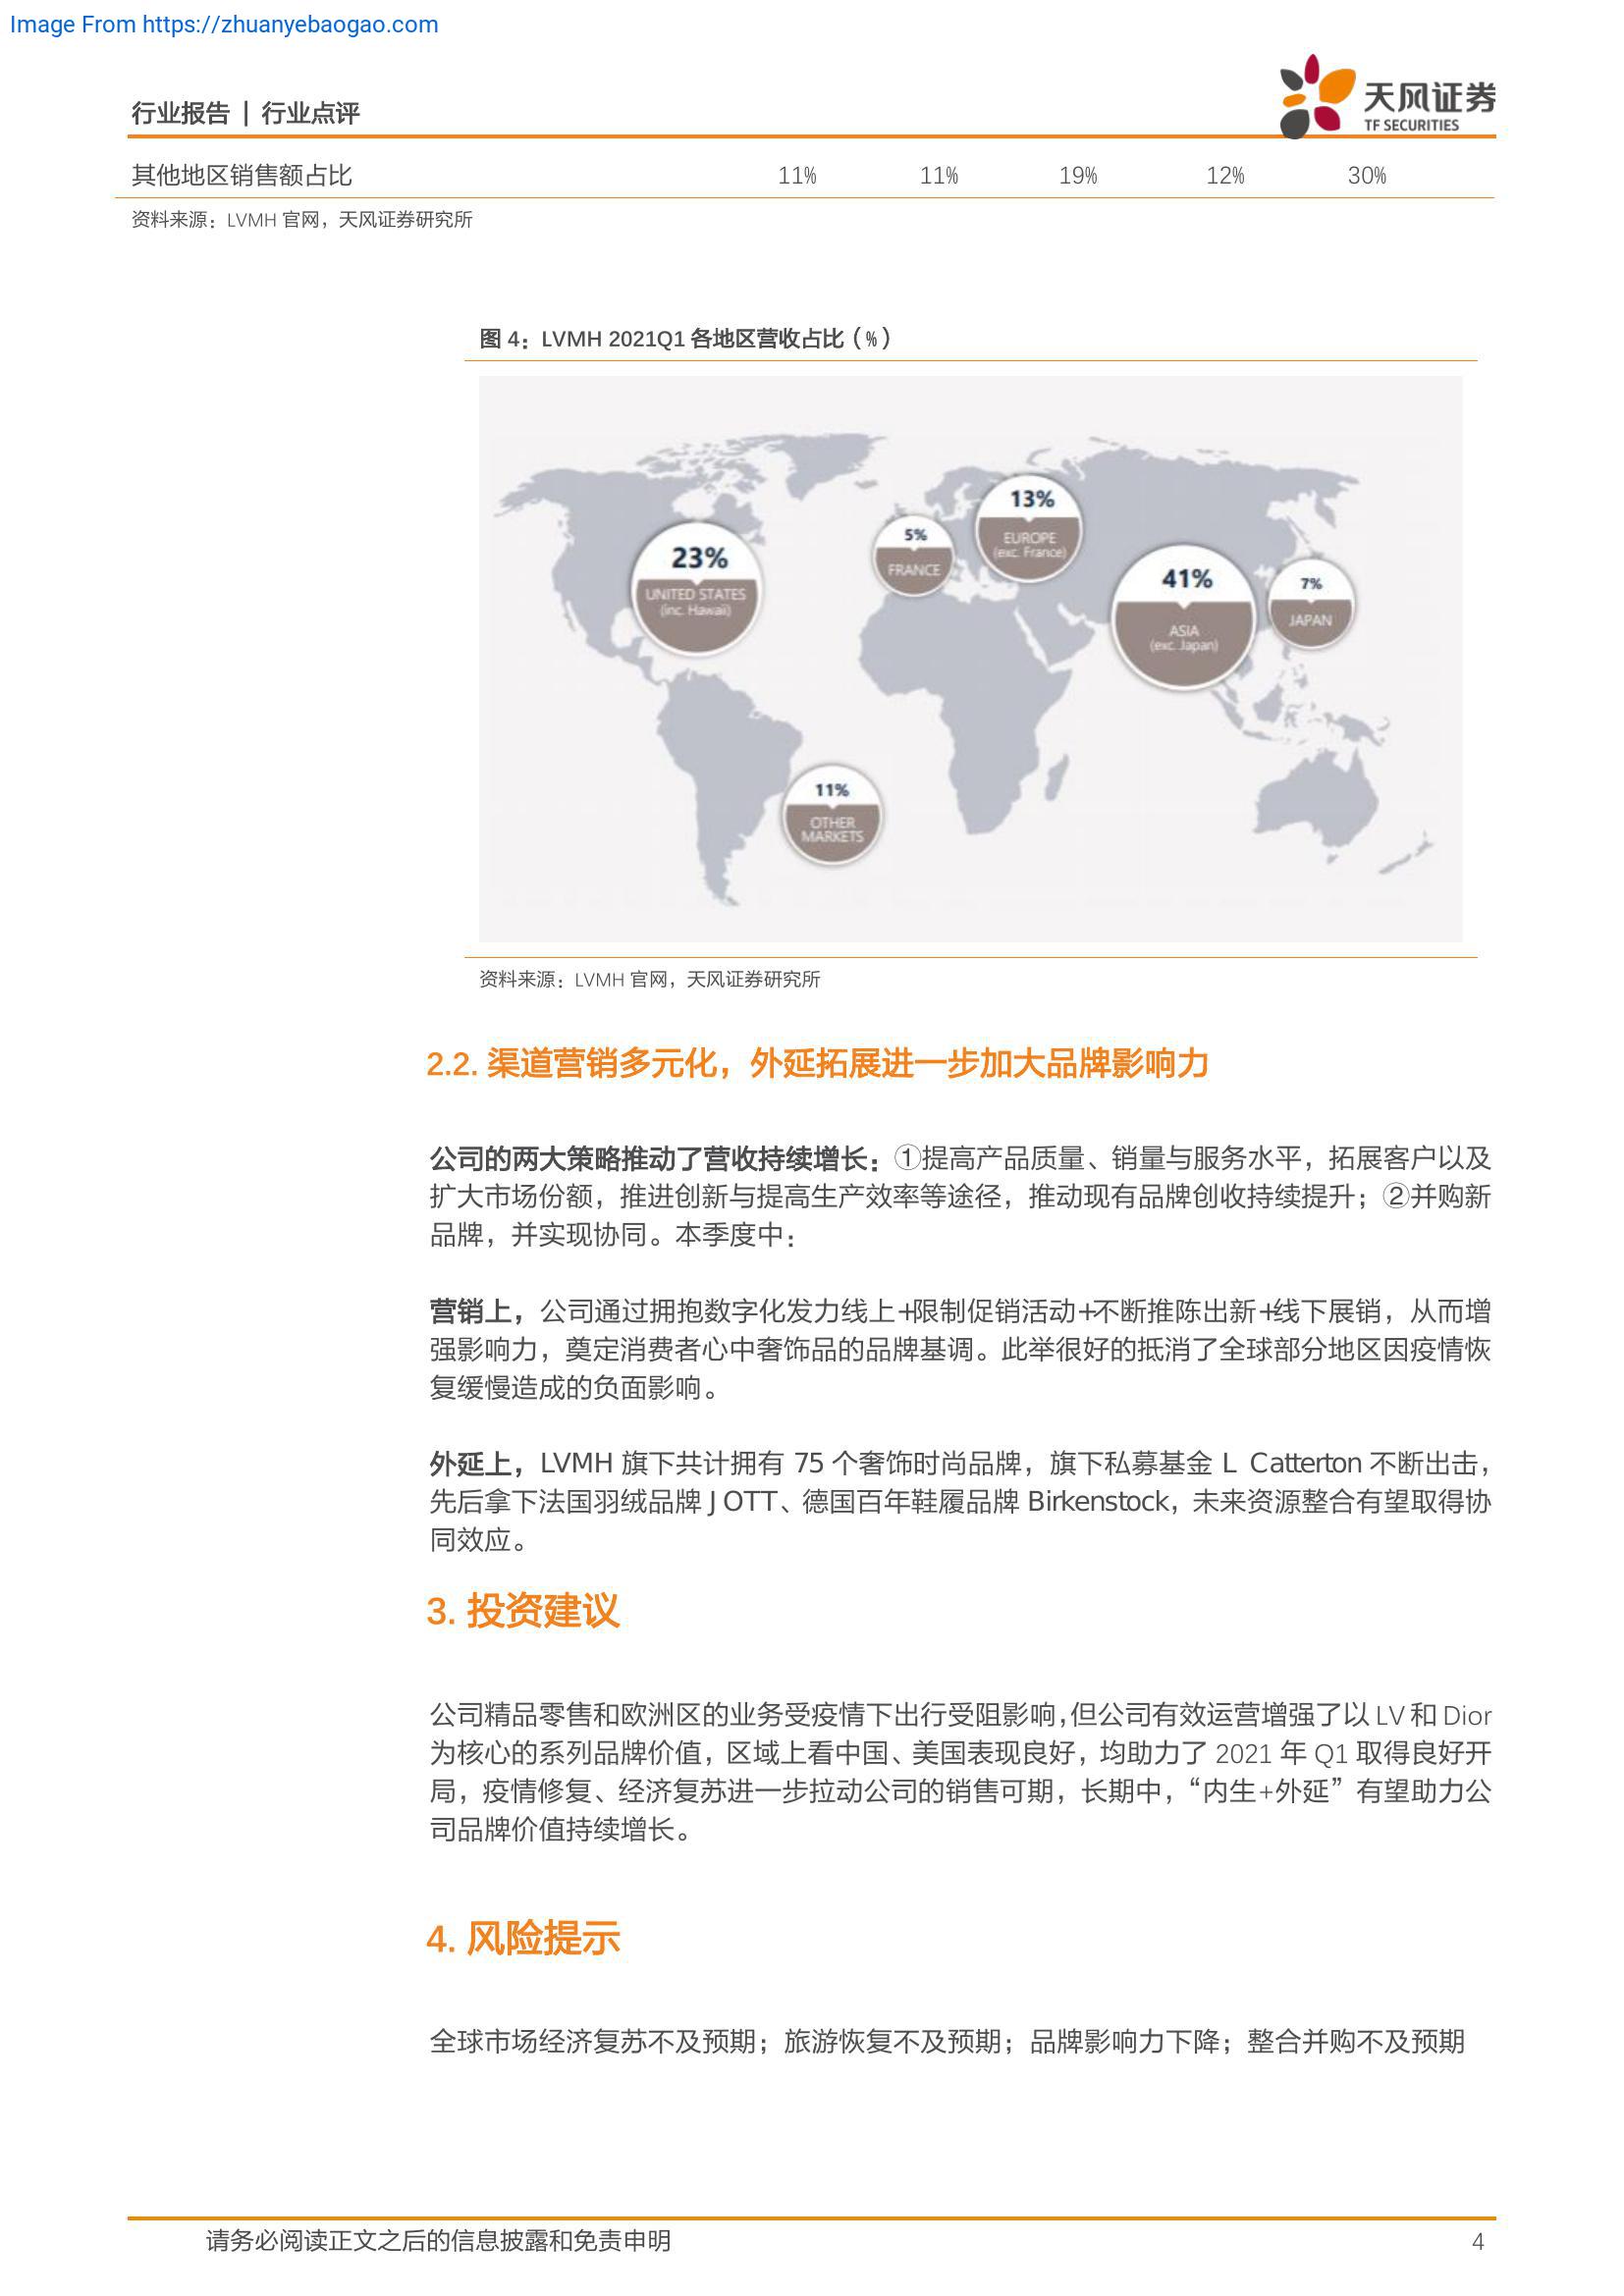 Image From https://zhuanyebaogao.com
行业报告 | 行业点评
天风证券
TF SECURITIES
其他地区销售额占比 11% 11% 19% 12% 30%
资料来源：LVMH 官网，天风证券研究所
图 4：LVMH 2021Q1 各地区营收占比（%）
23%
UNITED STATES
(inc. Hawaii)
5%
FRANCE
13%
EUROPE
(exc. France)
41%
ASIA
(exc. Japan)
7%
JAPAN
11%
OTHER
MARKETS
资料来源：LVMH 官网，天风证券研究所
2.2. 渠道营销多元化，外延拓展进一步加大品牌影响力
公司的两大策略推动了营收持续增长：①提高产品质量、销量与服务水平，拓展客户以及
扩大市场份额，推进创新与提高生产效率等途径，推动现有品牌创收持续提升；②并购新
品牌，并实现协同。本季度中：
营销上，公司通过拥抱数字化发力线上+限制促销活动+不断推陈出新+线下展销，从而增
强影响力，奠定消费者心中奢饰品的品牌基调。此举很好的抵消了全球部分地区因疫情恢
复缓慢造成的负面影响。
外延上，LVMH 旗下共计拥有 75 个奢饰时尚品牌，旗下私募基金 L Catterton 不断出击，
先后拿下法国羽绒品牌 JOTT、德国百年鞋履品牌 Birkenstock，未来资源整合有望取得协
同效应。
3. 投资建议
公司精品零售和欧洲区的业务受疫情下出行受阻影响,但公司有效运营增强了以 LV 和 Dior
为核心的系列品牌价值，区域上看中国、美国表现良好，均助力了 2021 年 Q1 取得良好开
局，疫情修复、经济复苏进一步拉动公司的销售可期，长期中，“内生+外延”有望助力公
司品牌价值持续增长。
4. 风险提示
全球市场经济复苏不及预期；旅游恢复不及预期；品牌影响力下降；整合并购不及预期
请务必阅读正文之后的信息披露和免责申明 4